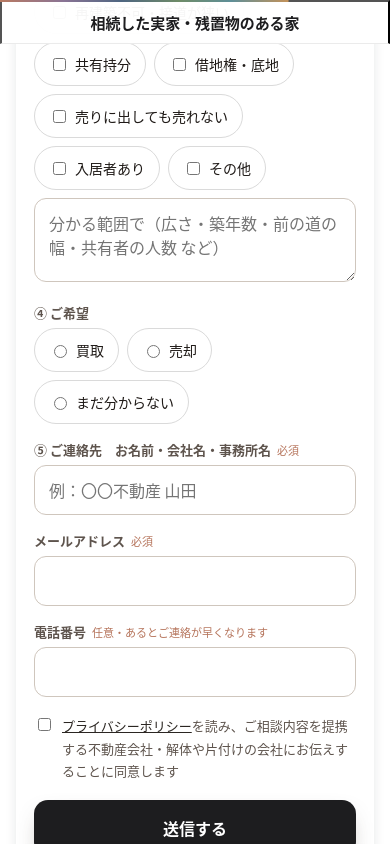 相続した実家・残置物のある家
共有持分
借地権・底地
売りに出しても売れない
入居者あり
その他
分かる範囲で（広さ・築年数・前の道の
幅・共有者の人数 など）
④ ご希望
買取
売却
まだ分からない
⑤ ご連絡先　お名前・会社名・事務所名 必須
例：〇〇不動産 山田
メールアドレス 必須
電話番号 任意・あるとご連絡が早くなります
プライバシーポリシーを読み、ご相談内容を提携
する不動産会社・解体や片付けの会社にお伝えす
ることに同意します
送信する